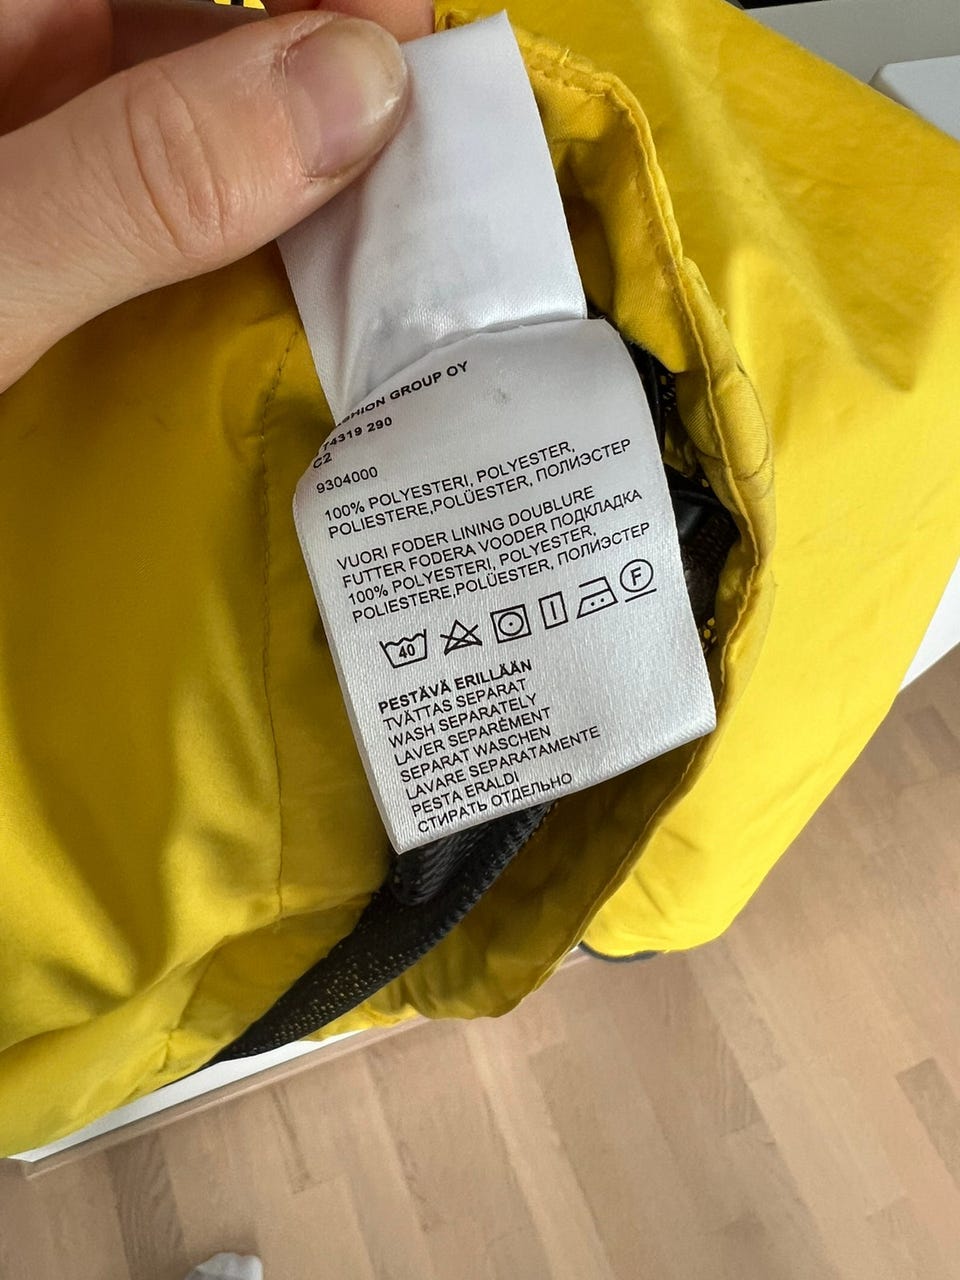 FASHION GROUP OY
T4319 290
C2
9304000
100% POLYESTERI, POLYESTER,
POLIESTERE,POLÜESTER, ПОЛИЭСТЕР
VUORI FODER LINING DOUBLURE
FUTTER FODERA VOODER ПОДКЛАДКА
100% POLYESTERI, POLYESTER,
POLIESTERE,POLÜESTER, ПОЛИЭСТЕР
40 F
PESTÄVÄ ERILLÄÄN
TVÄTTAS SEPARAT
WASH SEPARATELY
LAVER SEPARÉMENT
SEPARAT WASCHEN
LAVARE SEPARATAMENTE
PESTA ERALDI
СТИРАТЬ ОТДЕЛЬНО